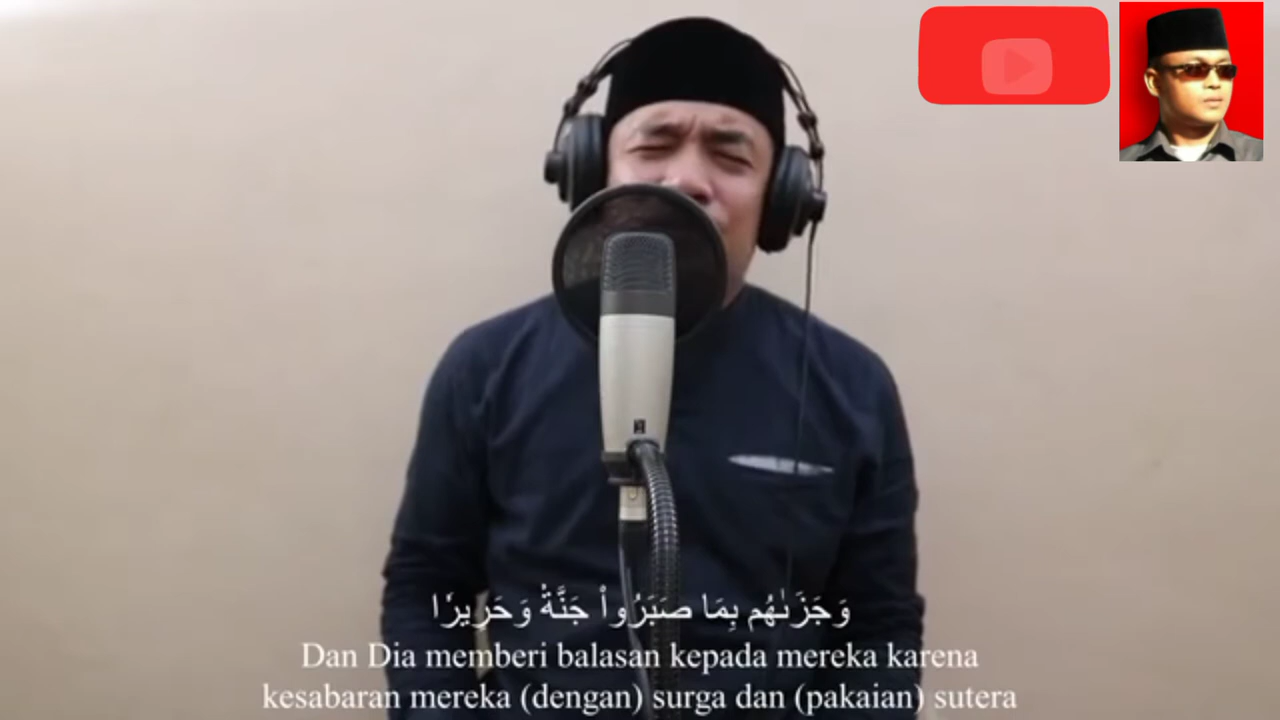 وَجَزَىٰهُم بِمَا صَبَرُوا۟ جَنَّةً وَحَرِيرًا
Dan Dia memberi balasan kepada mereka karena
kesabaran mereka (dengan) surga dan (pakaian) sutera